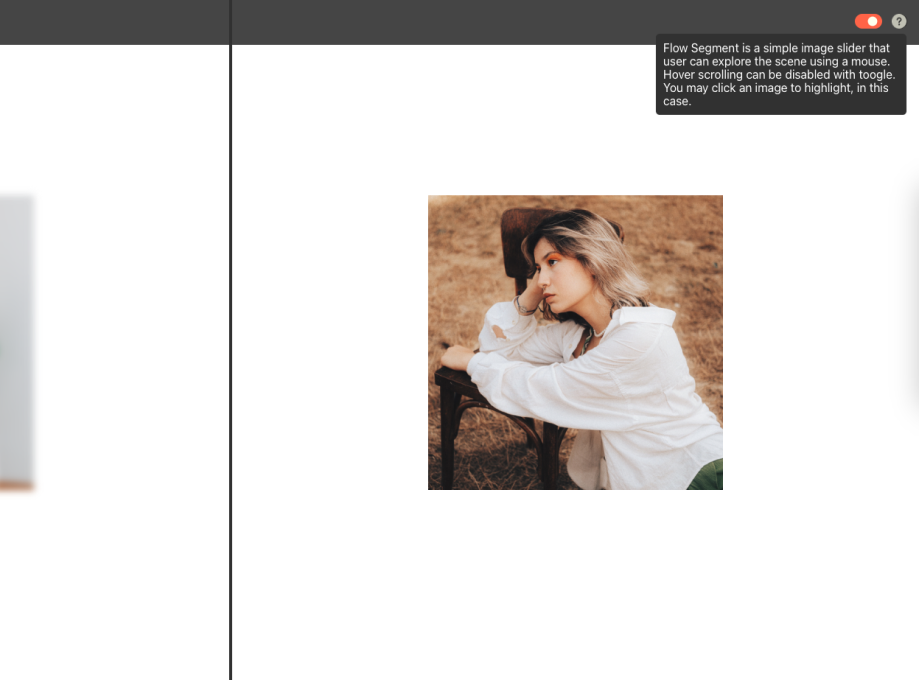 ?
Flow Segment is a simple image slider that
user can explore the scene using a mouse.
Hover scrolling can be disabled with toogle.
You may click an image to highlight, in this
case.